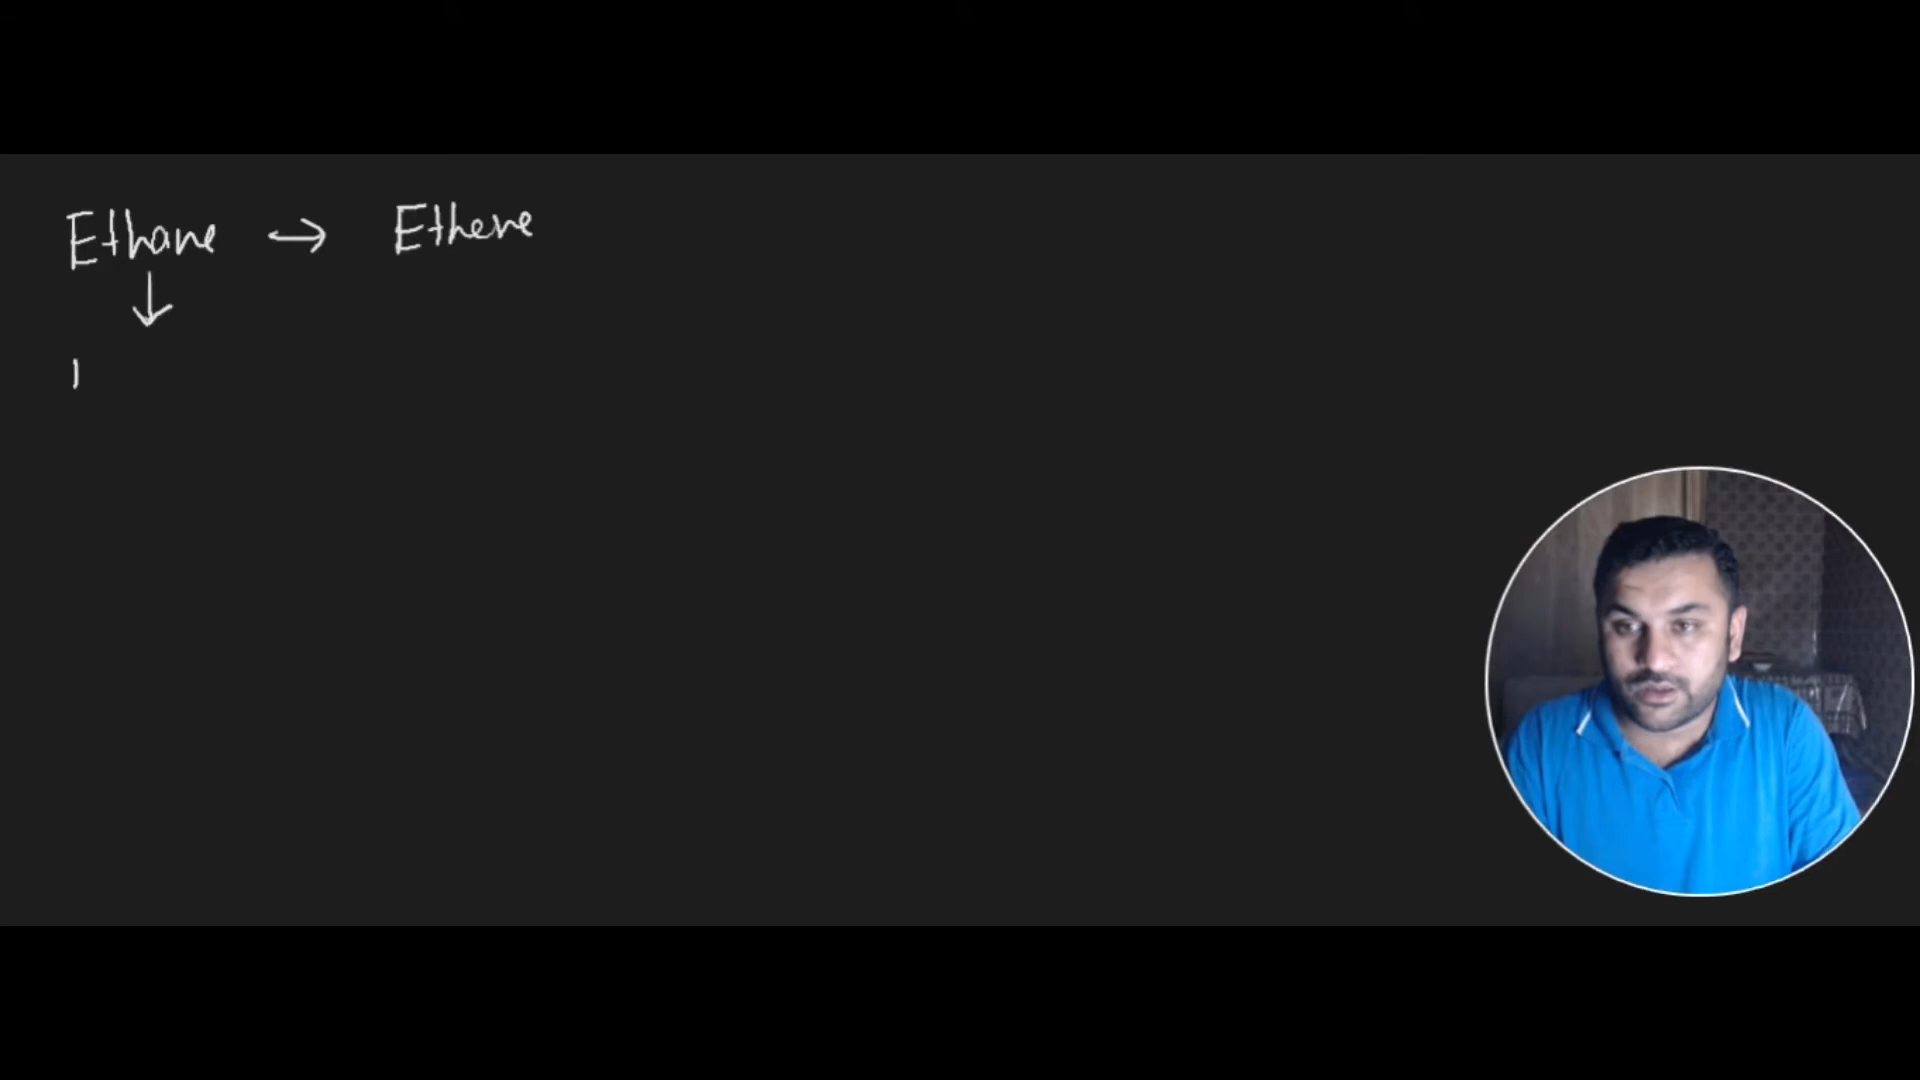 Ethane → Ethene
↓